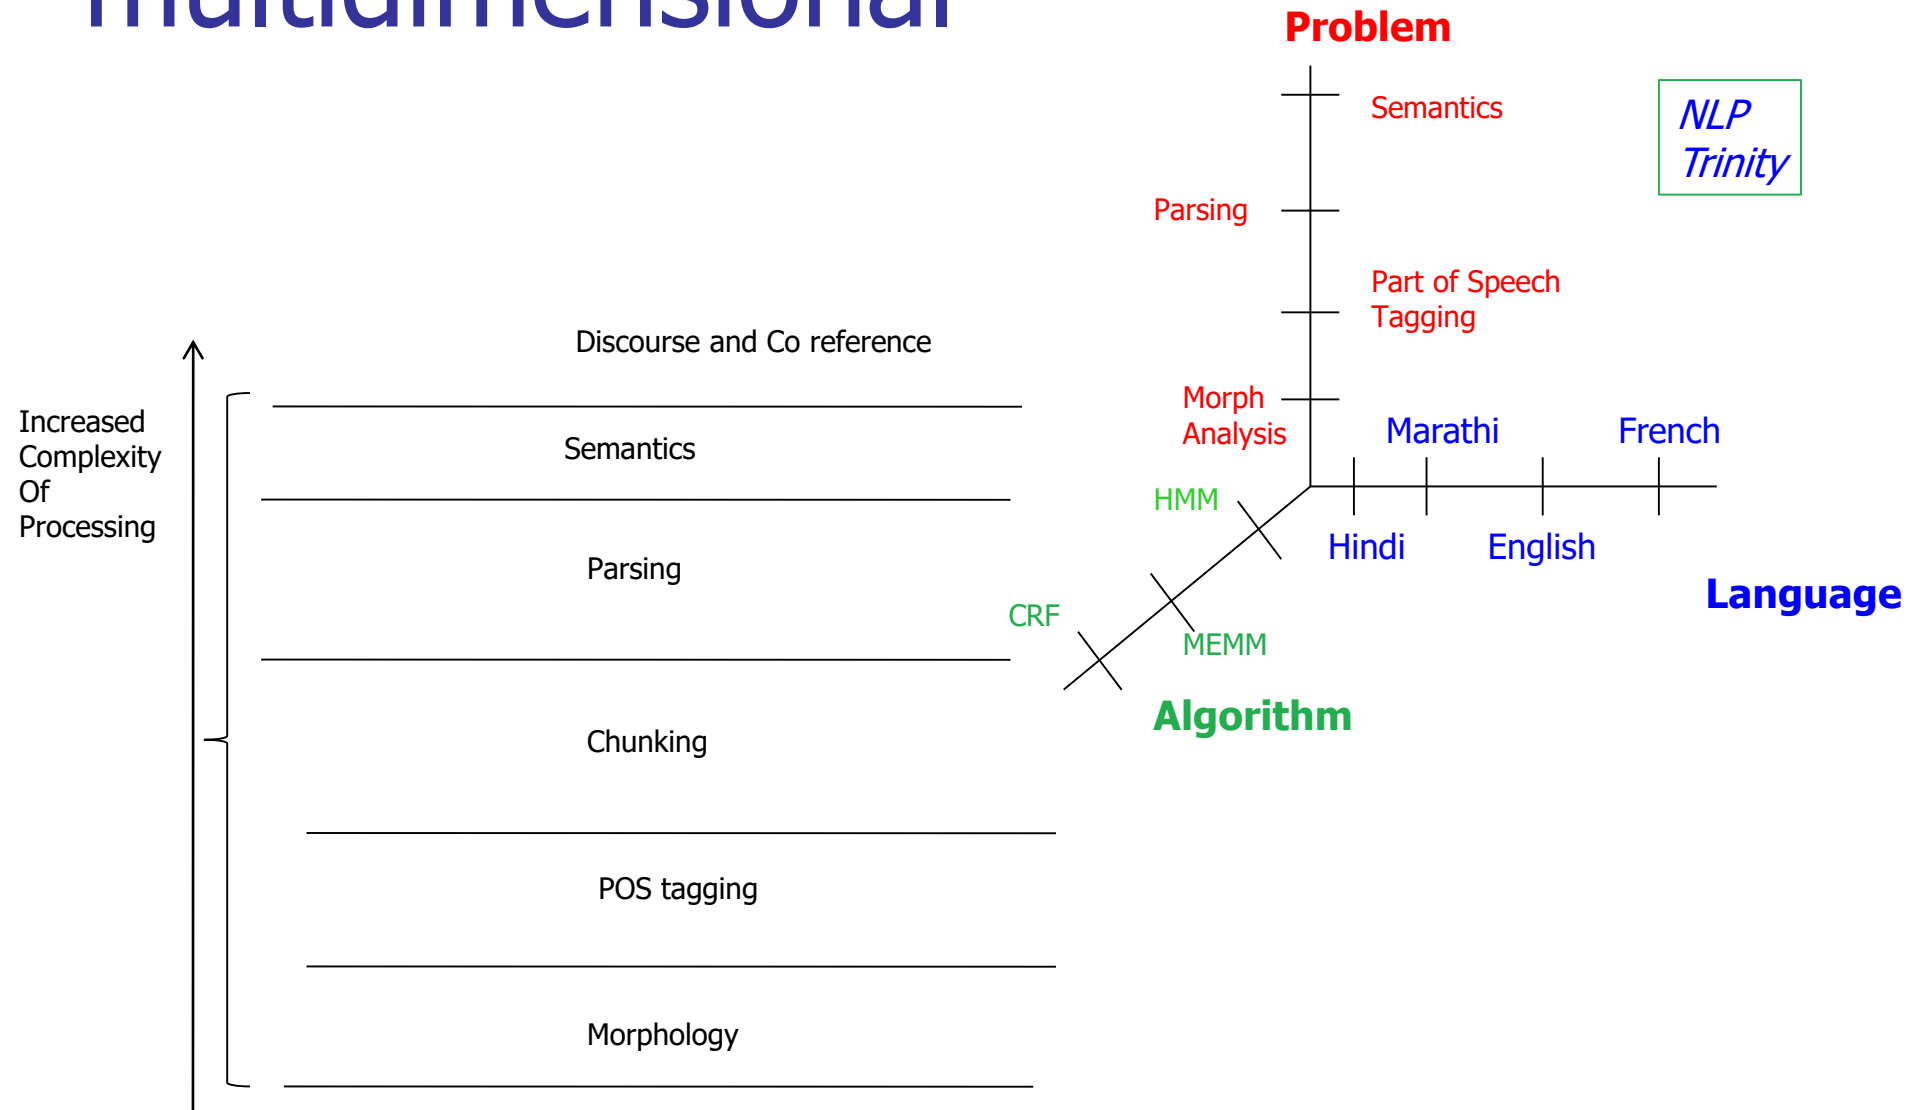 multidimensional
Problem
Semantics
NLP
Trinity
Parsing
Part of Speech
Tagging
Morph
Analysis
Marathi
French
HMM
Hindi
English
Language
CRF
MEMM
Algorithm
Increased
Complexity
Of
Processing
Discourse and Co reference
Semantics
Parsing
Chunking
POS tagging
Morphology